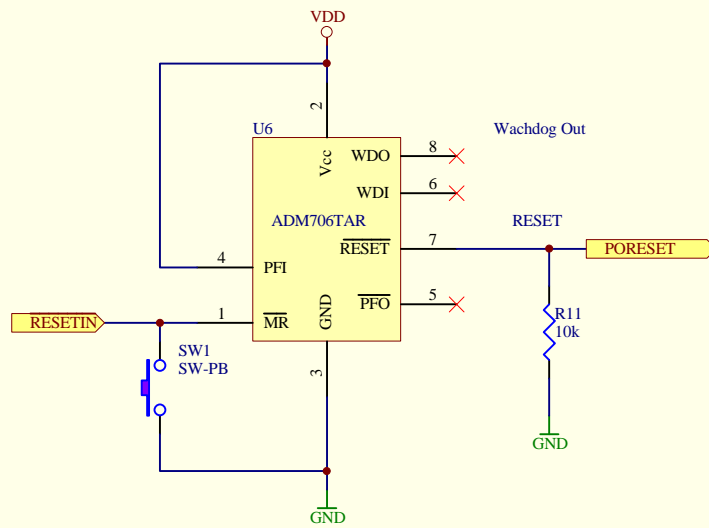 VDD
2
U6
Wachdog Out
Vcc
WDO
8
WDI
6
ADM706TAR
RESET
RESET
7
PORESET
4
PFI
PFO
5
RESETIN
1
MR
GND
R11
10k
SW1
SW-PB
3
GND
GND